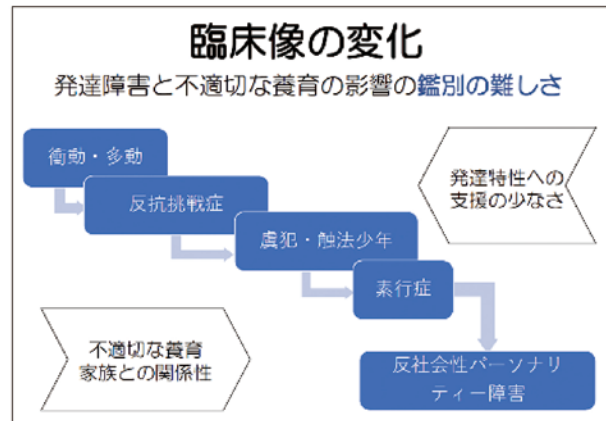 臨床像の変化
発達障害と不適切な養育の影響の鑑別の難しさ
衝動・多動
反抗挑戦症
虞犯・触法少年
素行症
反社会性パーソナリ
ティー障害
発達特性への
支援の少なさ
不適切な養育
家族との関係性